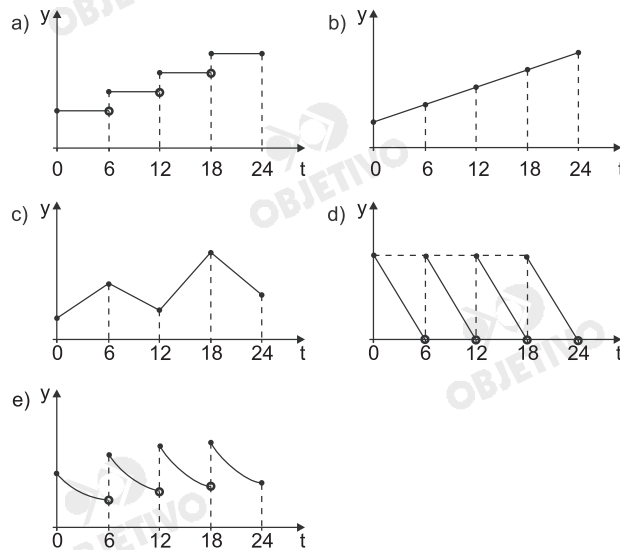 OBJETIVO
a) y
0 6 12 18 24 t
b) y
0 6 12 18 24 t
OBJETIVO
c) y
0 6 12 18 24 t
d) y
0 6 12 18 24 t
OBJETIVO
e) y
0 6 12 18 24 t
OBJETIVO